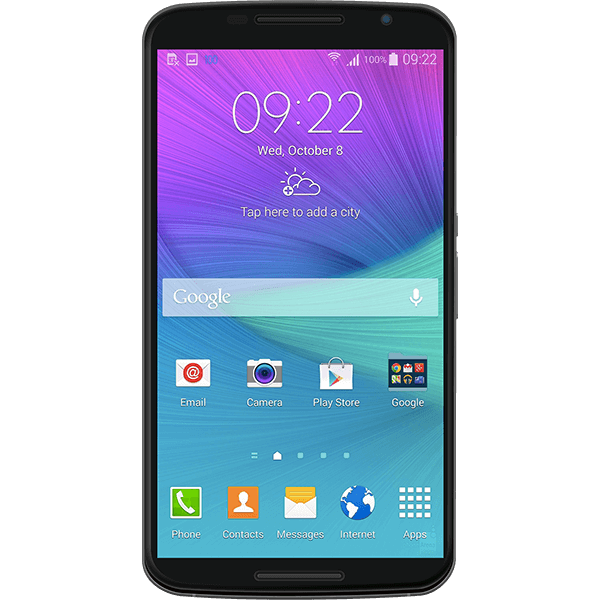 100% 09:22
09:22
Wed, October 8
Tap here to add a city
Google
Email Camera Play Store Google
Phone Contacts Messages Internet Apps